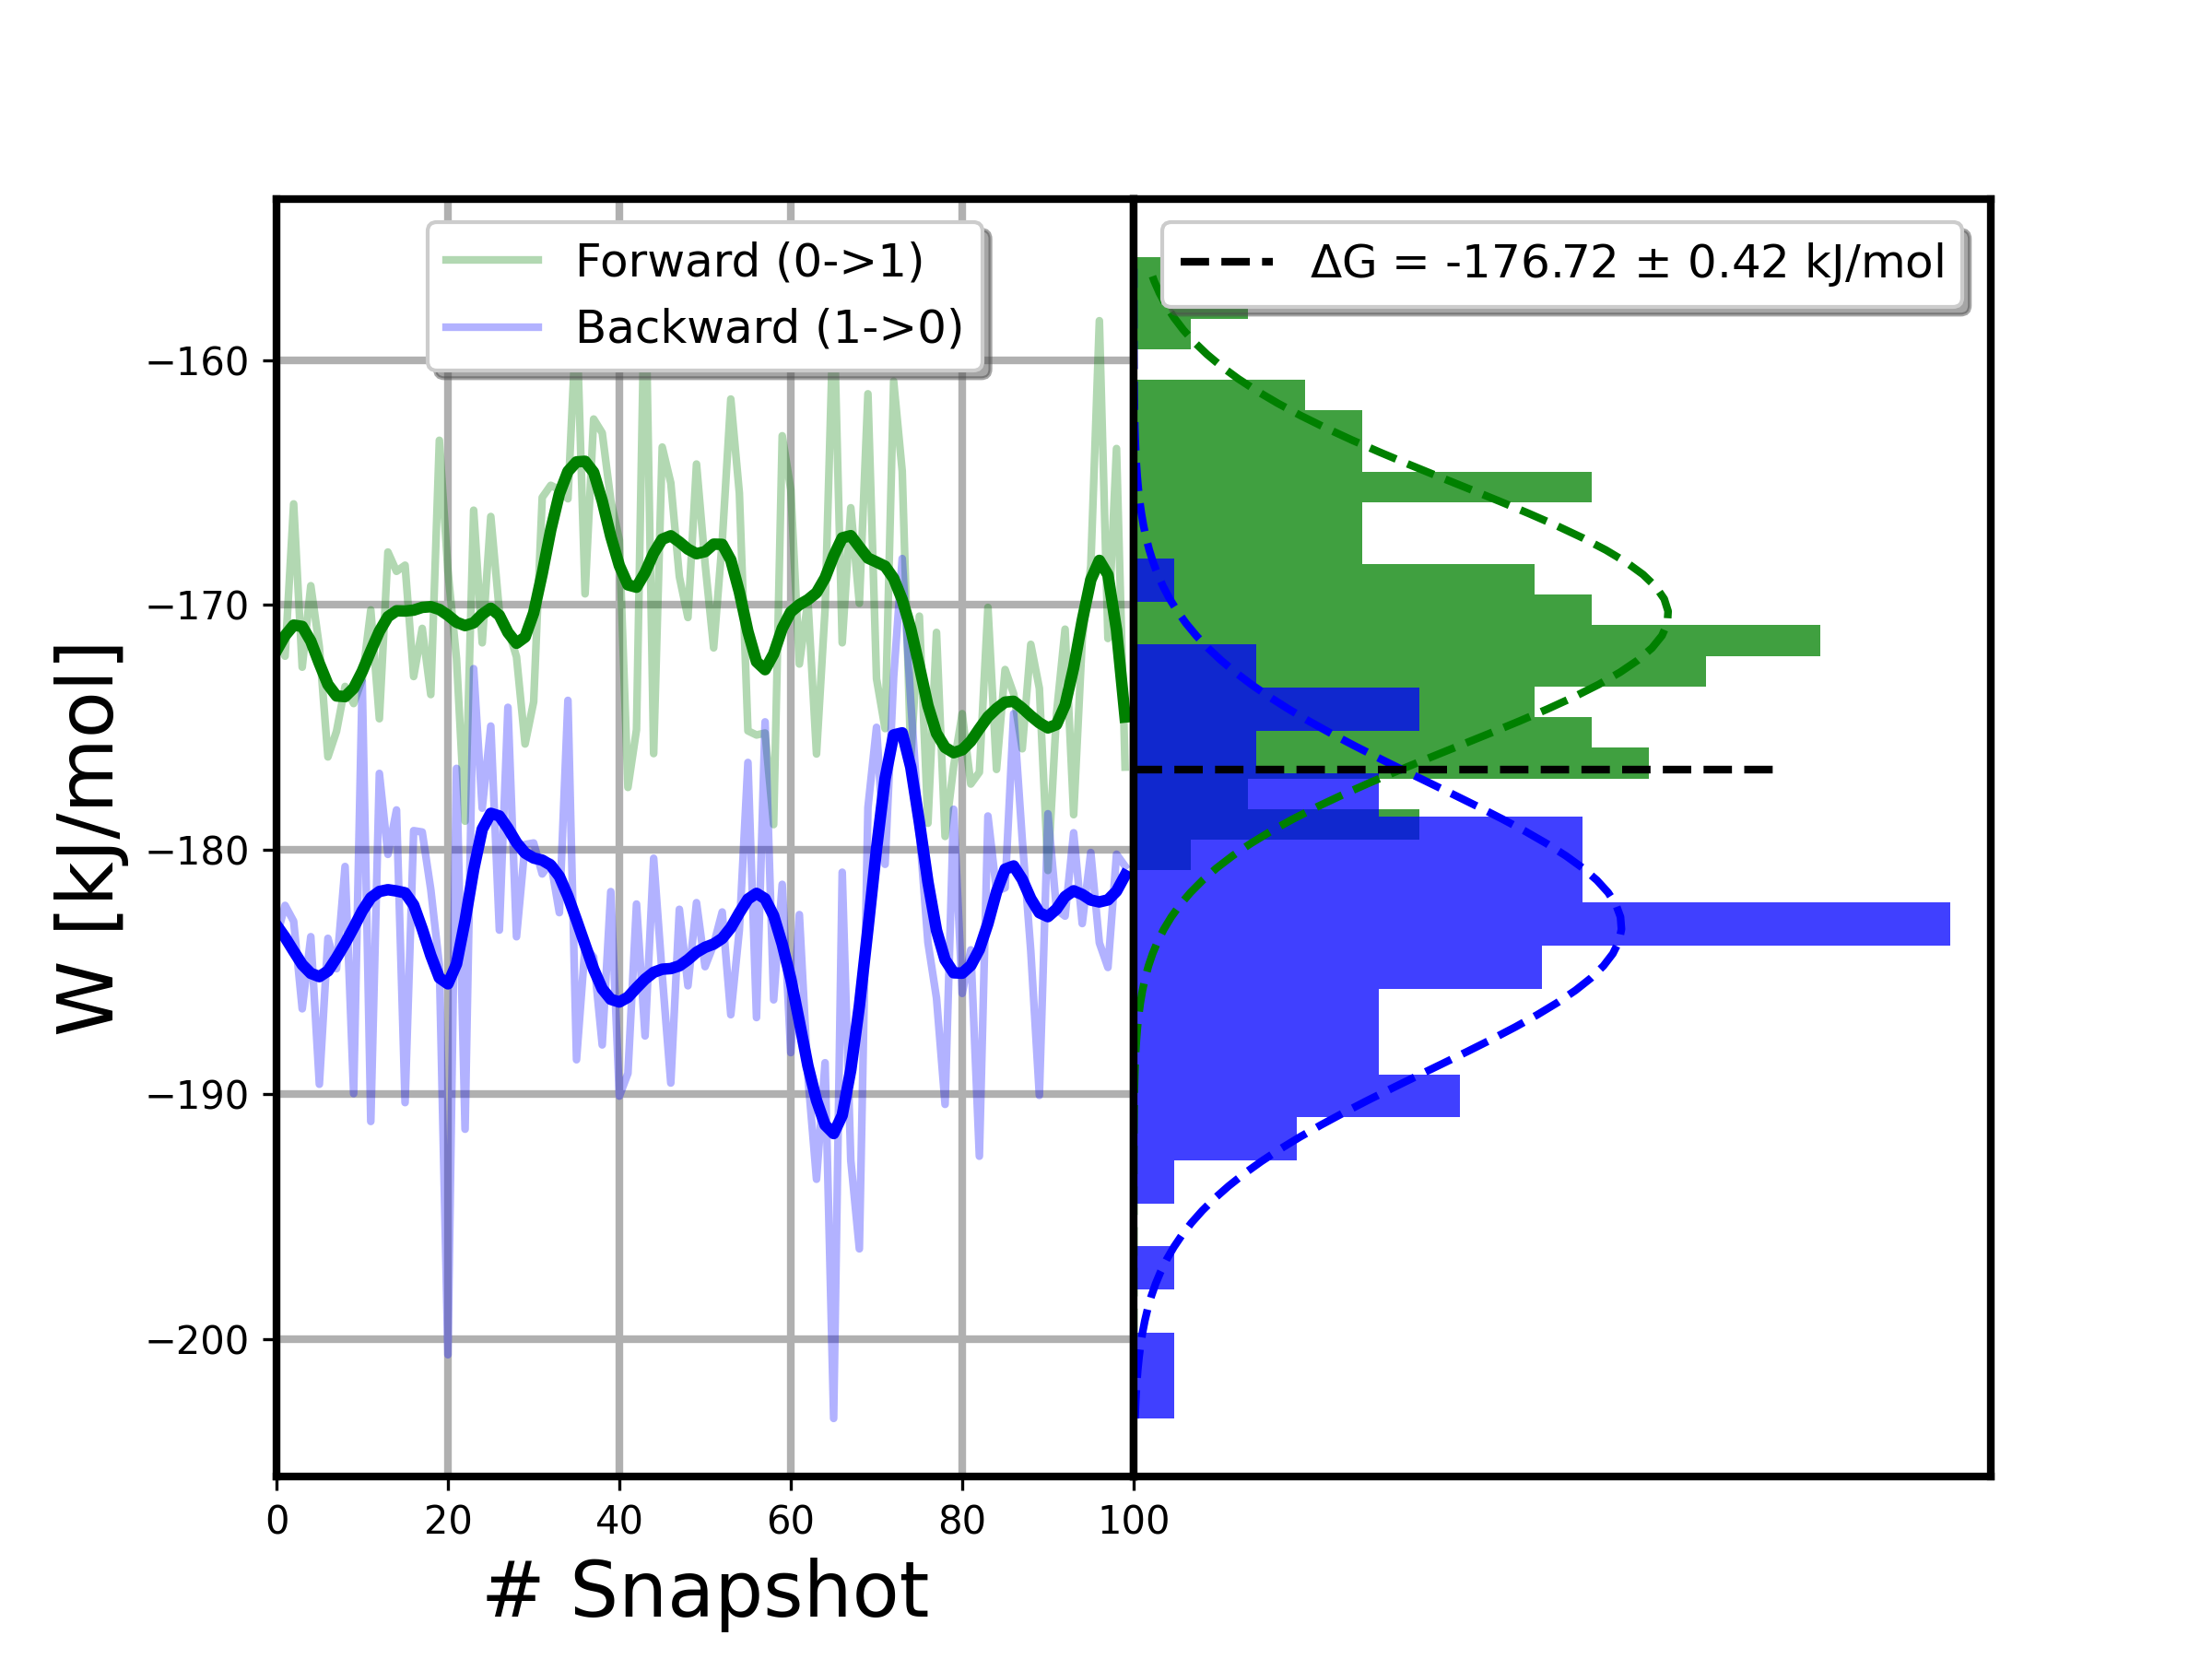 Forward (0->1)
Backward (1->0)
ΔG = -176.72 ± 0.42 kJ/mol
W [kJ/mol]
−160
−170
−180
−190
−200
0 20 40 60 80 100
# Snapshot